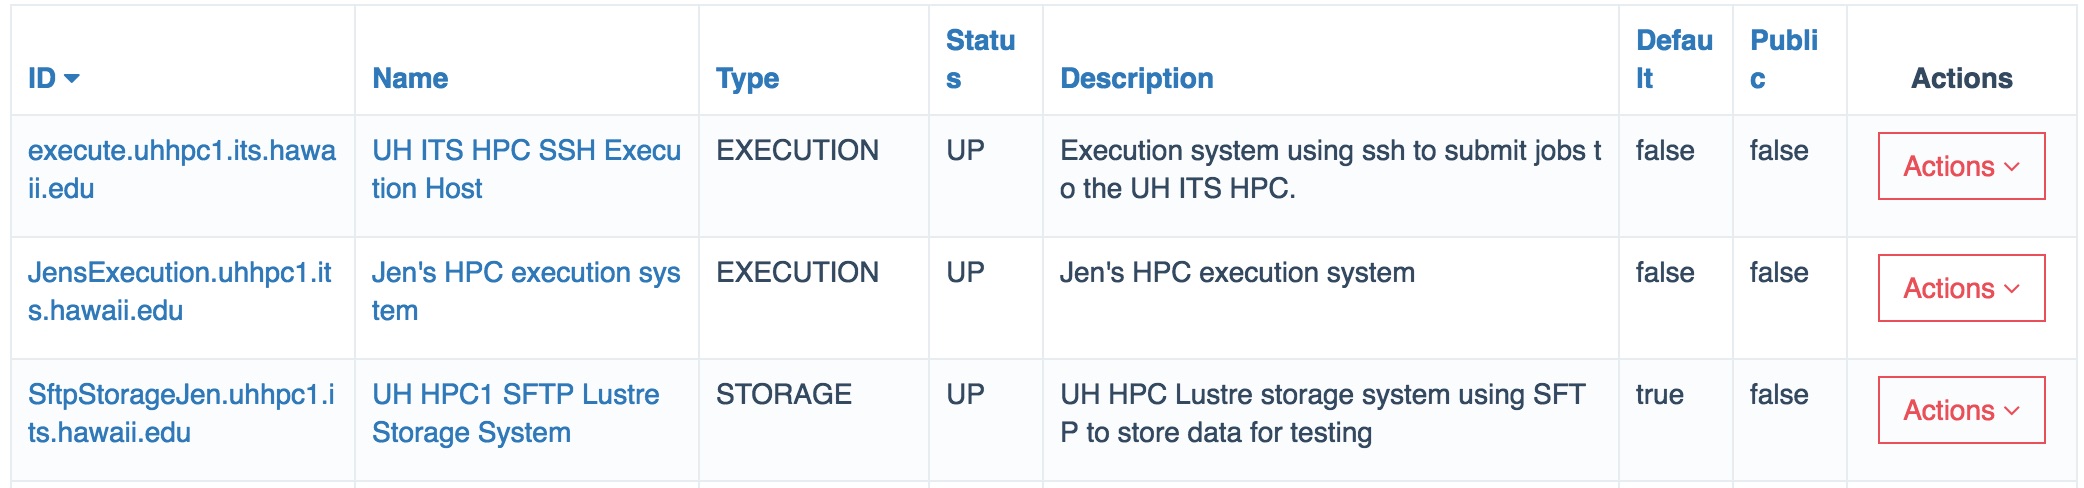 ID Name Type Status Description Default Public Actions
execute.uhhpc1.its.hawaii.edu UH ITS HPC SSH Execution Host EXECUTION UP Execution system using ssh to submit jobs to the UH ITS HPC. false false Actions
JensExecution.uhhpc1.its.hawaii.edu Jen's HPC execution system EXECUTION UP Jen's HPC execution system false false Actions
SftpStorageJen.uhhpc1.its.hawaii.edu UH HPC1 SFTP Lustre Storage System STORAGE UP UH HPC Lustre storage system using SFTP to store data for testing true false Actions